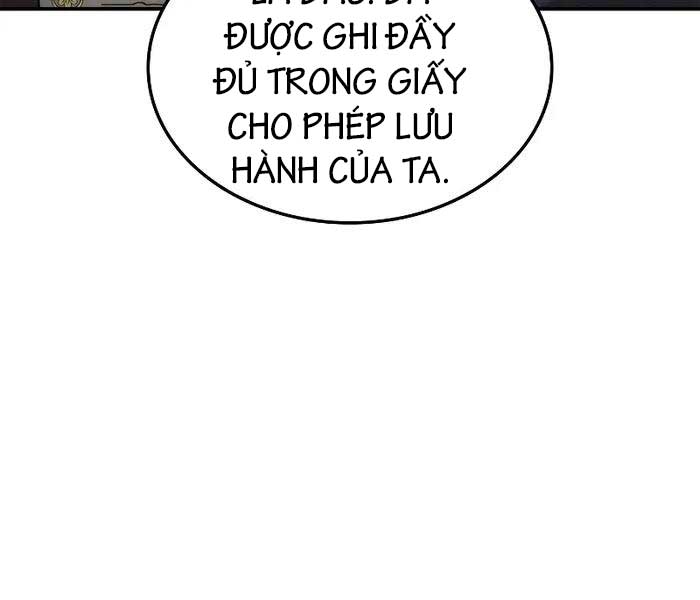 ĐƯỢC GHI ĐẦY
ĐỦ TRONG GIẤY
CHO PHÉP LƯU
HÀNH CỦA TA.